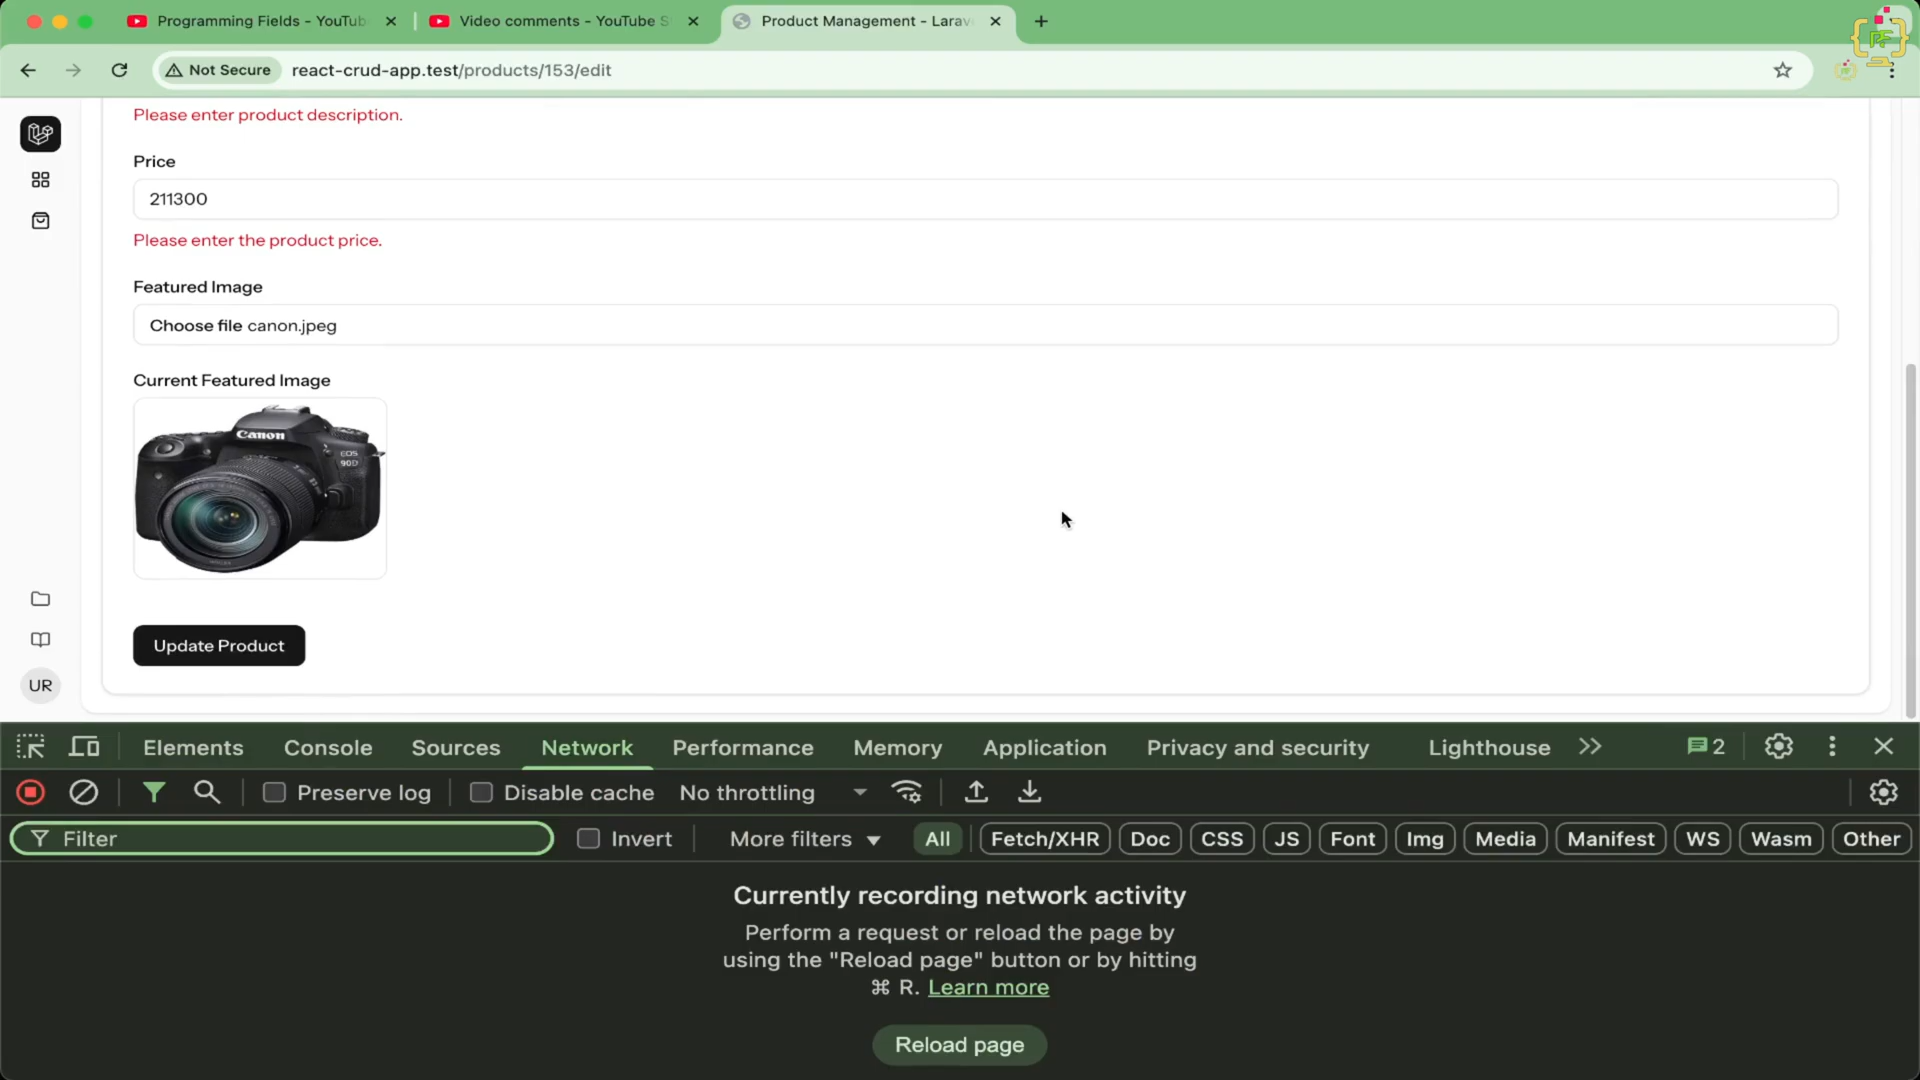 Programming Fields - YouTub
Video comments - YouTube S
Product Management - Larav
Not Secure
react-crud-app.test/products/153/edit
Please enter product description.
Price
211300
Please enter the product price.
Featured Image
Choose file canon.jpeg
Current Featured Image
Canon
EOS
90D
Update Product
UR
Elements
Console
Sources
Network
Performance
Memory
Application
Privacy and security
Lighthouse
2
Preserve log
Disable cache
No throttling
Filter
Invert
More filters
All
Fetch/XHR
Doc
CSS
JS
Font
Img
Media
Manifest
WS
Wasm
Other
Currently recording network activity
Perform a request or reload the page by
using the "Reload page" button or by hitting
⌘ R. Learn more
Reload page